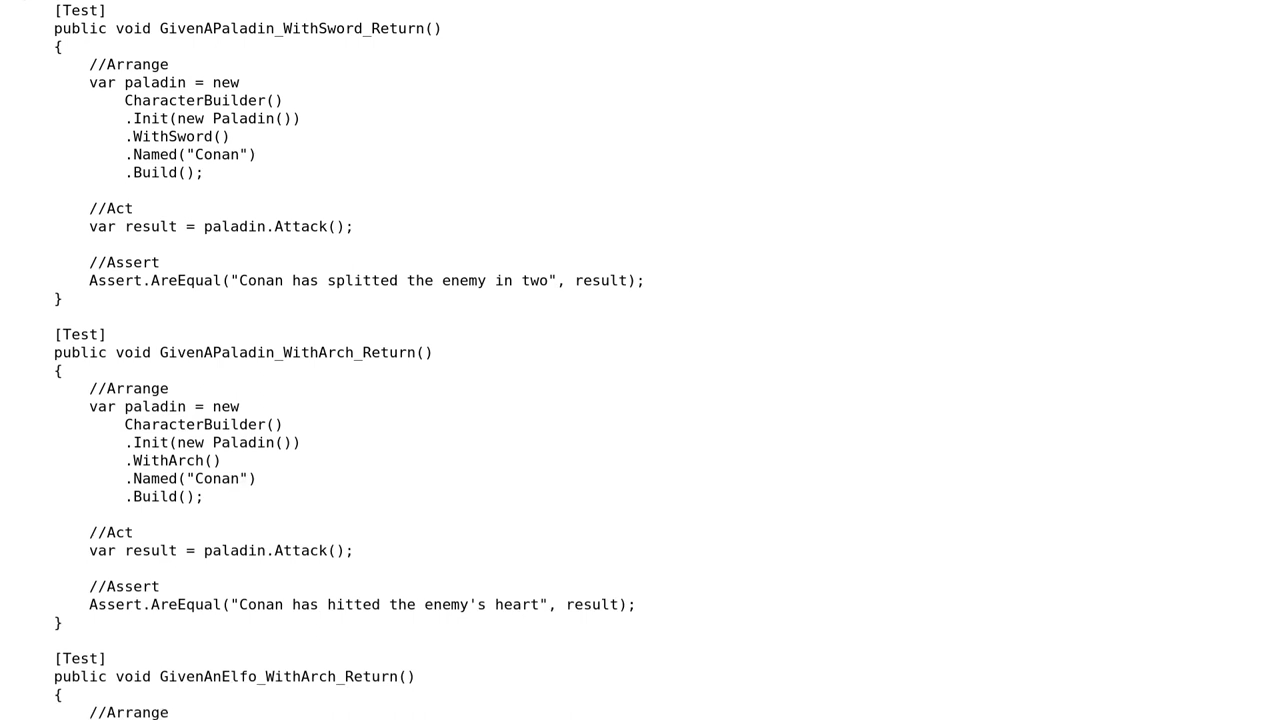 [Test]
public void GivenAPaladin_WithSword_Return()
{
    //Arrange
    var paladin = new
        CharacterBuilder()
        .Init(new Paladin())
        .WithSword()
        .Named("Conan")
        .Build();

    //Act
    var result = paladin.Attack();

    //Assert
    Assert.AreEqual("Conan has splitted the enemy in two", result);
}

[Test]
public void GivenAPaladin_WithArch_Return()
{
    //Arrange
    var paladin = new
        CharacterBuilder()
        .Init(new Paladin())
        .WithArch()
        .Named("Conan")
        .Build();

    //Act
    var result = paladin.Attack();

    //Assert
    Assert.AreEqual("Conan has hitted the enemy's heart", result);
}

[Test]
public void GivenAnElfo_WithArch_Return()
{
    //Arrange